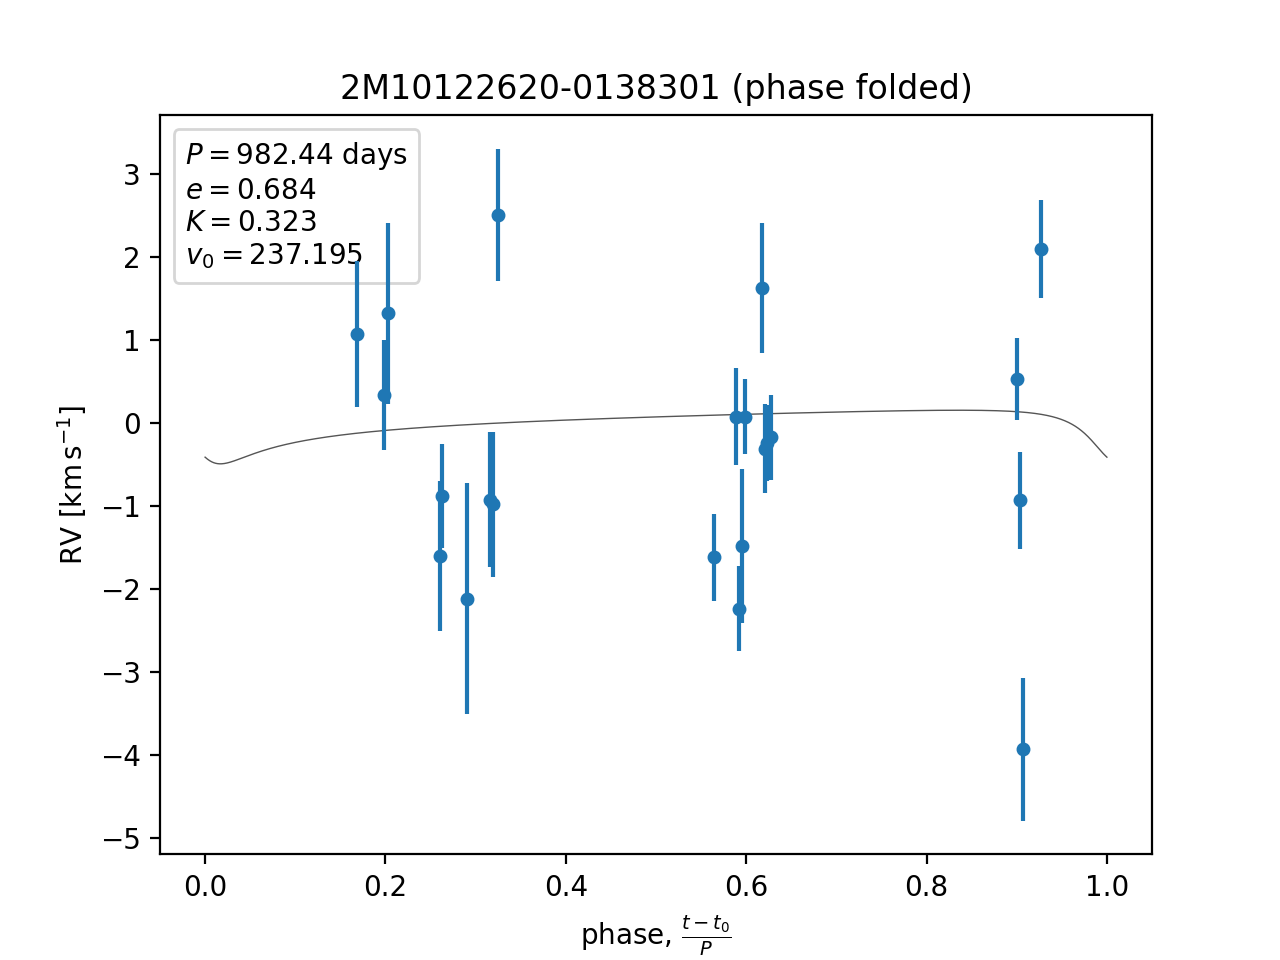 2M10122620-0138301 (phase folded)
P = 982.44 days
e = 0.684
K = 0.323
v₀ = 237.195
3
2
1
0
−1
−2
−3
−4
−5
RV [km s⁻¹]
0.0 0.2 0.4 0.6 0.8 1.0
phase, (t − t₀)/P